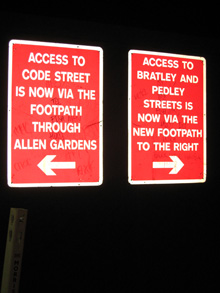 ACCESS TO
CODE STREET
IS NOW VIA THE
FOOTPATH
THROUGH
ALLEN GARDENS
ACCESS TO
BRATLEY AND
PEDLEY
STREETS IS
NOW VIA THE
NEW FOOTPATH
TO THE RIGHT